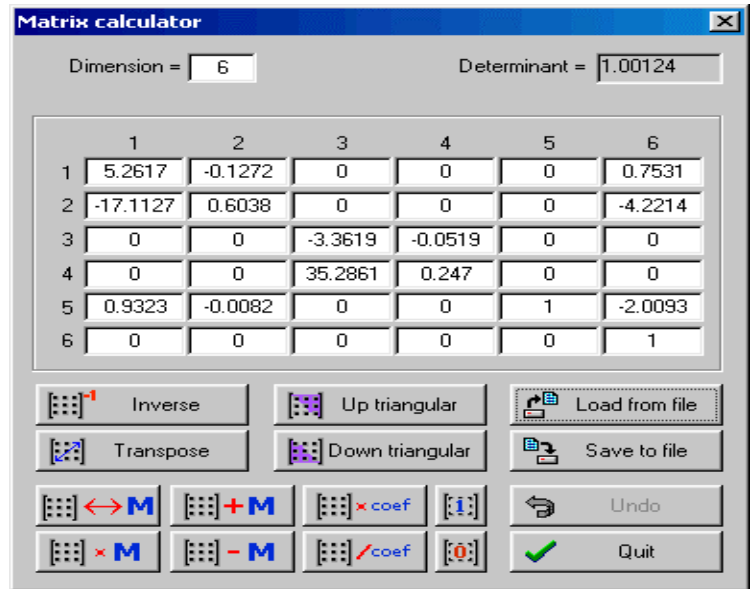 Matrix calculator
Dimension = 6 Determinant = 1.00124
1 2 3 4 5 6
1 5.2617 -0.1272 0 0 0 0.7531
2 -17.1127 0.6038 0 0 0 -4.2214
3 0 0 -3.3619 -0.0519 0 0
4 0 0 35.2861 0.247 0 0
5 0.9323 -0.0082 0 0 1 -2.0093
6 0 0 0 0 0 1
-1 Inverse Up triangular Load from file
Transpose Down triangular Save to file
M + M × coef 1 Undo
× M - M / coef 0 Quit